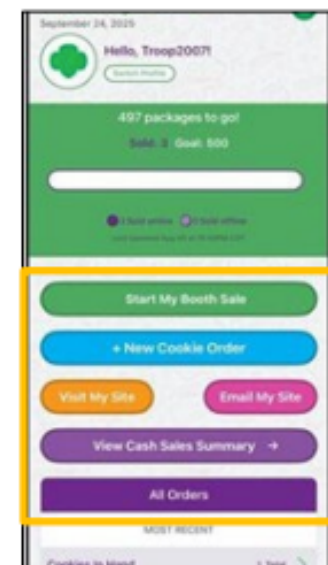 September 24, 2025
Hello, Troop2007!
Switch Profile
497 packages to go!
Sold: 3 Goal: 500
Start My Booth Sale
+ New Cookie Order
Visit My Site
Email My Site
View Cash Sales Summary →
All Orders
MOST RECENT
Cookies In Hand